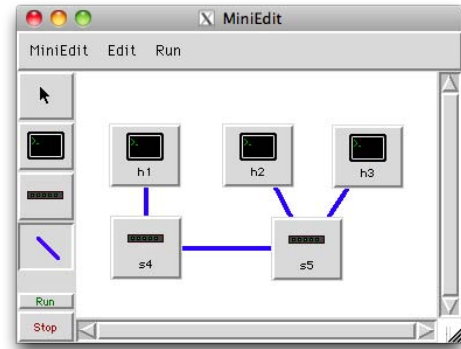 MiniEdit
MiniEdit Edit Run
h1 h2 h3
s4 s5
Run
Stop